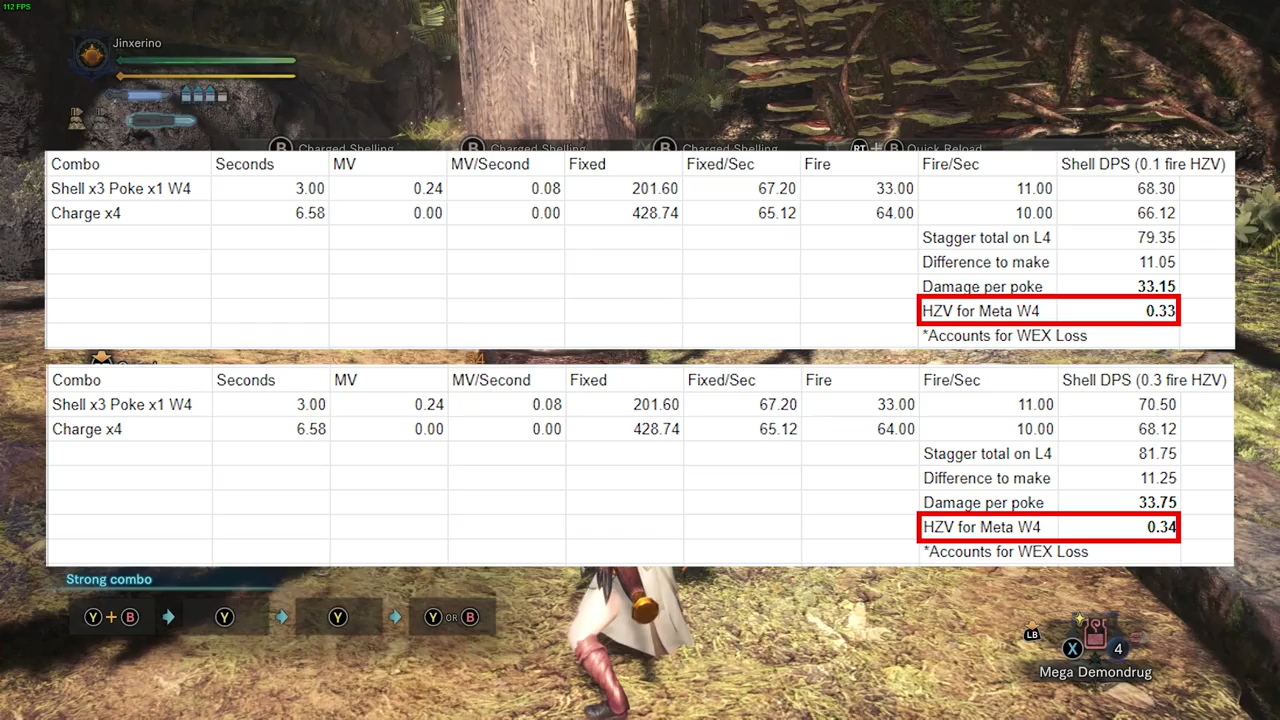 112 FPS
Jinxerino
B Charged Shelling B Charged Shelling B Charged Shelling RT + B Quick Reload
Combo Seconds MV MV/Second Fixed Fixed/Sec Fire Fire/Sec Shell DPS (0.1 fire HZV)
Shell x3 Poke x1 W4 3.00 0.24 0.08 201.60 67.20 33.00 11.00 68.30
Charge x4 6.58 0.00 0.00 428.74 65.12 64.00 10.00 66.12
Stagger total on L4 79.35
Difference to make 11.05
Damage per poke 33.15
HZV for Meta W4 0.33
*Accounts for WEX Loss
Combo Seconds MV MV/Second Fixed Fixed/Sec Fire Fire/Sec Shell DPS (0.3 fire HZV)
Shell x3 Poke x1 W4 3.00 0.24 0.08 201.60 67.20 33.00 11.00 70.50
Charge x4 6.58 0.00 0.00 428.74 65.12 64.00 10.00 68.12
Stagger total on L4 81.75
Difference to make 11.25
Damage per poke 33.75
HZV for Meta W4 0.34
*Accounts for WEX Loss
Strong combo
Y + B Y Y Y OR B
LB X 4
Mega Demondrug